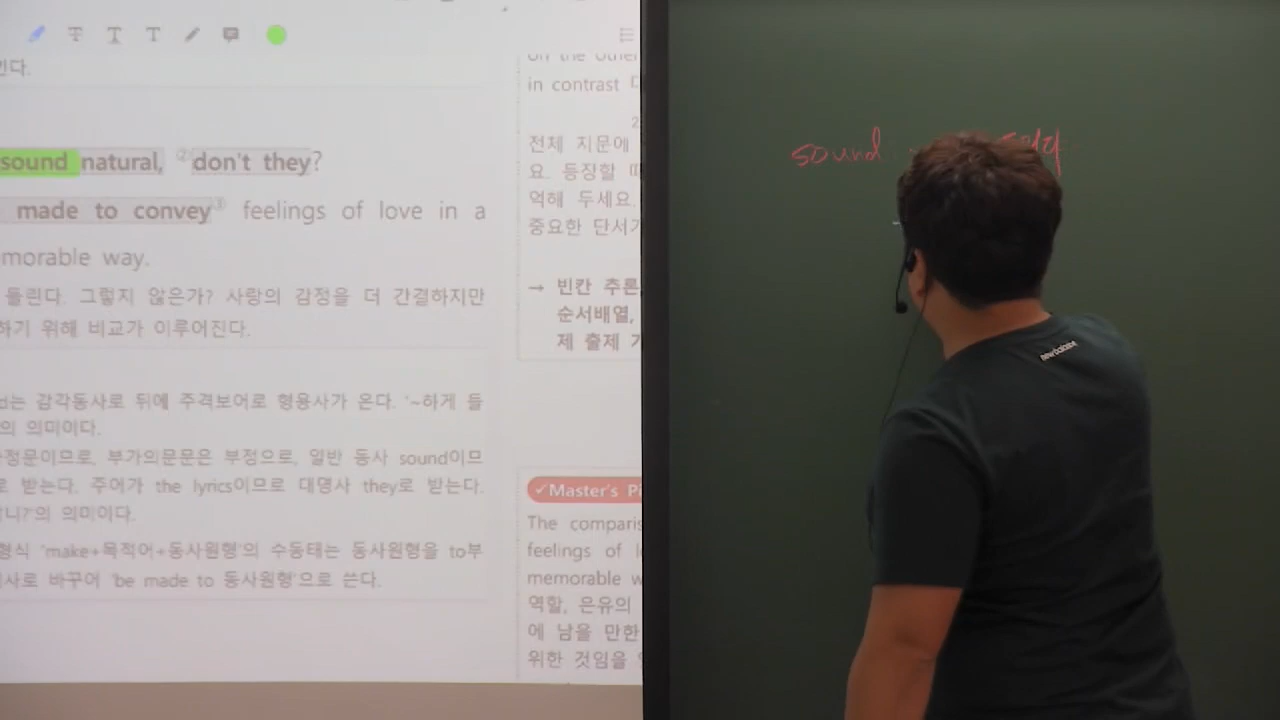 긴다.
sound natural, ②don't they?
made to convey③ feelings of love in a
morable way.
들린다. 그렇지 않은가? 사랑의 감정을 더 간결하지만
하기 위해 비교가 이루어진다.
는 감각동사로 뒤에 주격보어로 형용사가 온다. '~하게 들
의 의미이다.
정문이므로, 부가의문문은 부정으로, 일반 동사 sound이므
로 받는다. 주어가 the lyrics이므로 대명사 they로 받는다.
니?'의 의미이다.
형식 'make+목적어+동사원형'의 수동태는 동사원형을 to부
사로 바꾸어 'be made to 동사원형'으로 쓴다.
on the other
in contrast 대
2
전체 지문에
요. 등장할 때
억해 두세요.
중요한 단서가
→ 빈칸 추론
순서배열,
제 출제 가
✓Master's Pi
The comparis
feelings of l
memorable w
역할, 은유의
에 남을 만한
위한 것임을
sound
new balance